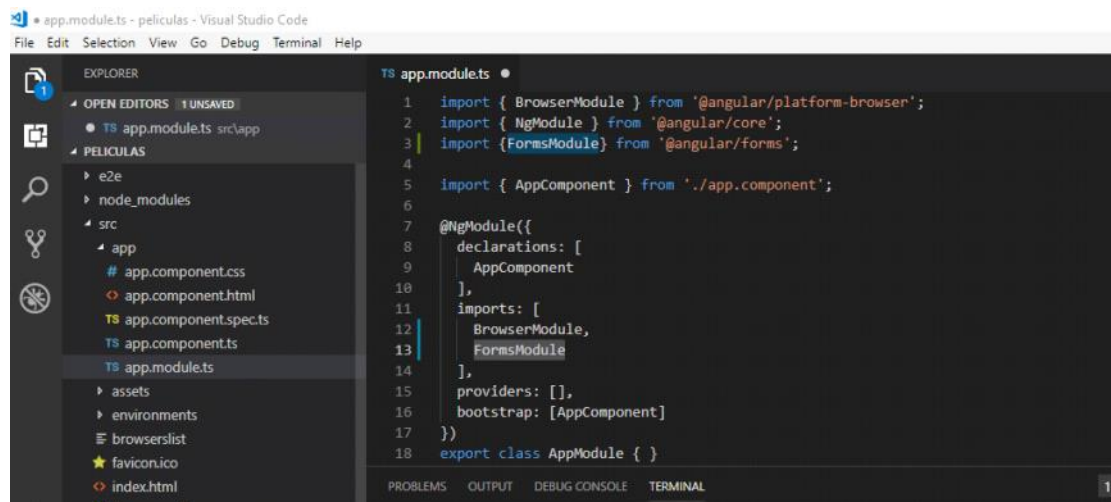 ● app.module.ts - peliculas - Visual Studio Code
File Edit Selection View Go Debug Terminal Help
EXPLORER
OPEN EDITORS 1 UNSAVED
● TS app.module.ts src\app
PELICULAS
e2e
node_modules
src
app
# app.component.css
<> app.component.html
TS app.component.spec.ts
TS app.component.ts
TS app.module.ts
assets
environments
browserslist
favicon.ico
<> index.html
1
TS app.module.ts ●
1 import { BrowserModule } from '@angular/platform-browser';
2 import { NgModule } from '@angular/core';
3 import {FormsModule} from '@angular/forms';
4
5 import { AppComponent } from './app.component';
6
7 @NgModule({
8 declarations: [
9 AppComponent
10 ],
11 imports: [
12 BrowserModule,
13 FormsModule
14 ],
15 providers: [],
16 bootstrap: [AppComponent]
17 })
18 export class AppModule { }
PROBLEMS OUTPUT DEBUG CONSOLE TERMINAL 1